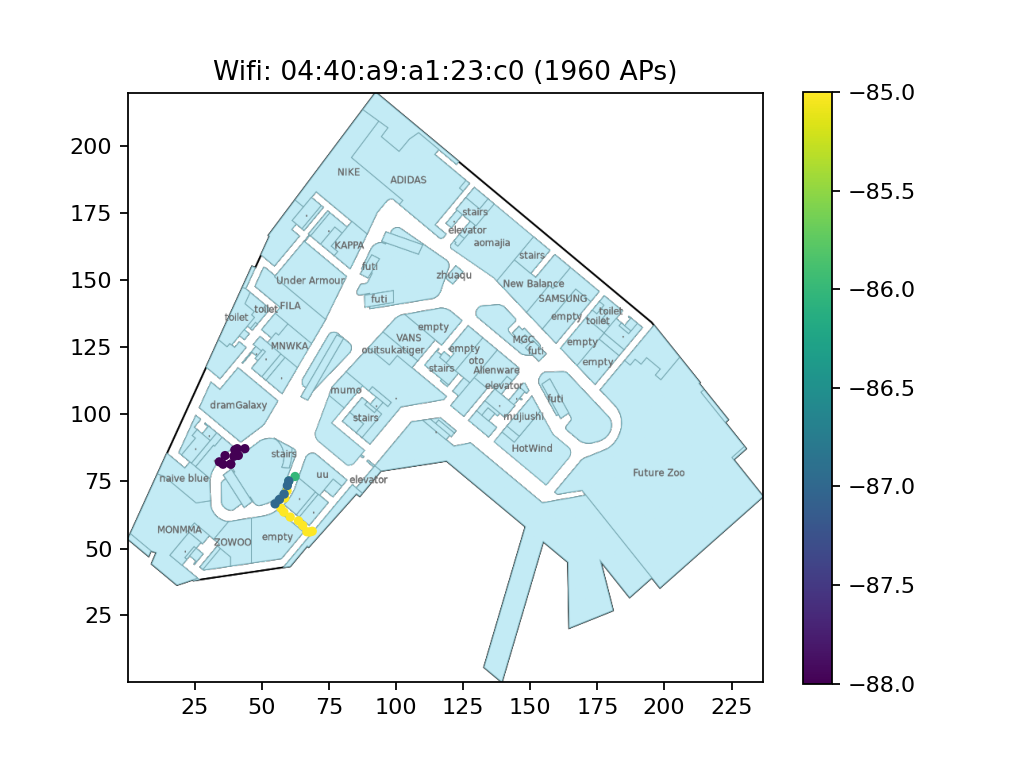 Wifi: 04:40:a9:a1:23:c0 (1960 APs)
−85.0
200
NIKE
ADIDAS
−85.5
175
stairs
elevator
aomajia
KAPPA
stairs
futi
zhuaqu
−86.0
150
Under Armour
New Balance
futi
SAMSUNG
FILA
toilet
toilet
toilet
toilet
empty
empty
125
VANS
MGC
empty
MNWKA
ouitsukatiger
empty
futi
−86.5
oto
empty
stairs
Alienware
mumo
elevator
100
dramGalaxy
futi
stairs
mujiushi
−87.0
stairs
HotWind
75
naive blue
uu
elevator
Future Zoo
MONMMA
50
ZOWOO
empty
−87.5
25
−88.0
25
50
75
100
125
150
175
200
225